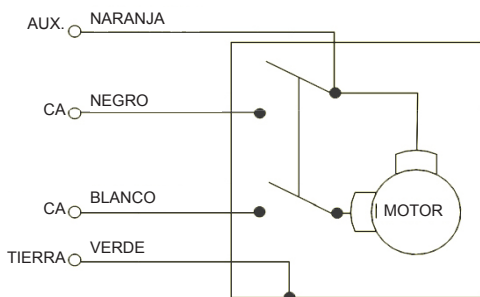 AUX. NARANJA
CA NEGRO
CA BLANCO
MOTOR
TIERRA VERDE